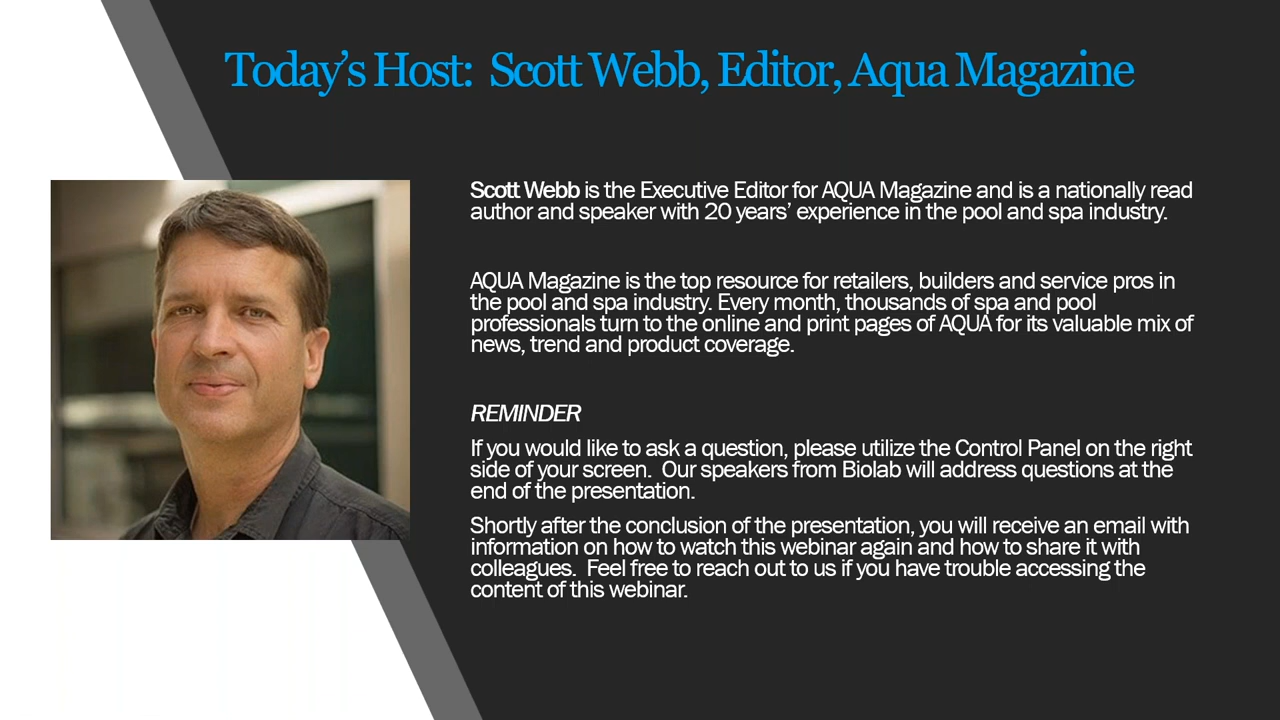 Today’s Host:  Scott Webb, Editor, Aqua Magazine
Scott Webb is the Executive Editor for AQUA Magazine and is a nationally read
author and speaker with 20 years’ experience in the pool and spa industry.
AQUA Magazine is the top resource for retailers, builders and service pros in
the pool and spa industry. Every month, thousands of spa and pool
professionals turn to the online and print pages of AQUA for its valuable mix of
news, trend and product coverage.
REMINDER
If you would like to ask a question, please utilize the Control Panel on the right
side of your screen.  Our speakers from Biolab will address questions at the
end of the presentation.
Shortly after the conclusion of the presentation, you will receive an email with
information on how to watch this webinar again and how to share it with
colleagues.  Feel free to reach out to us if you have trouble accessing the
content of this webinar.